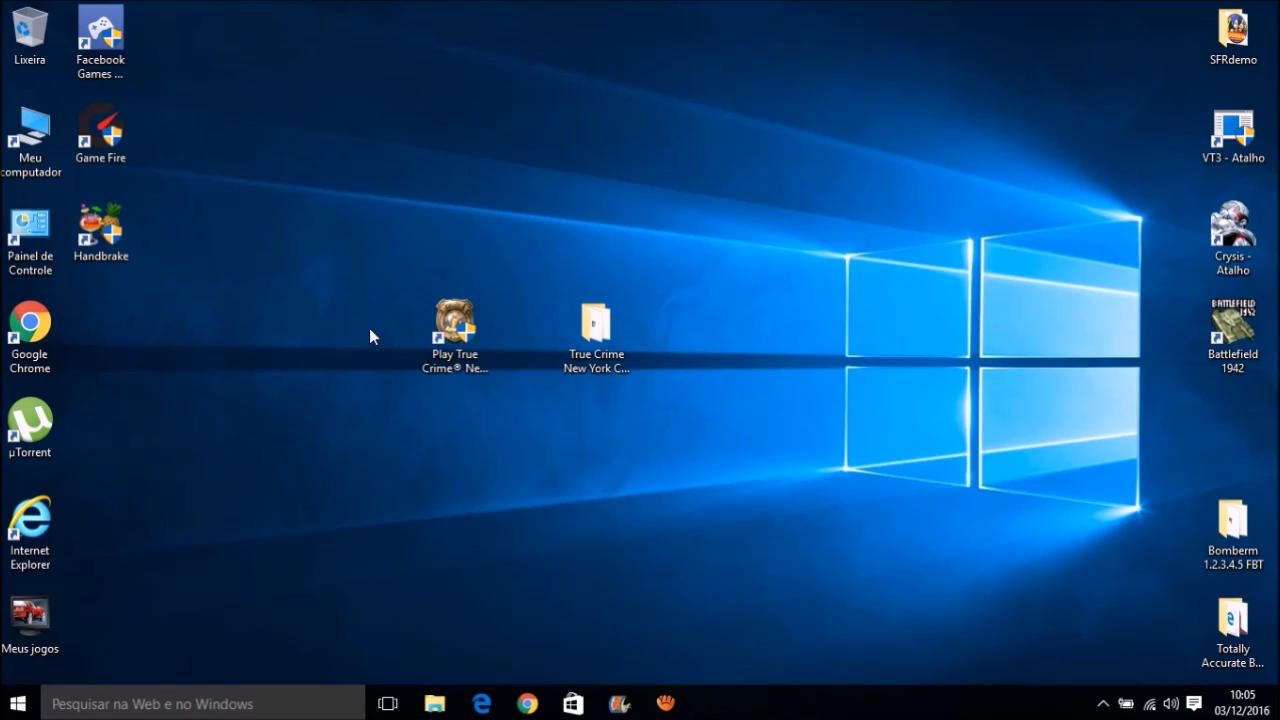 Lixeira
Facebook
Games ...
Meu
computador
Game Fire
Painel de
Controle
Handbrake
Google
Chrome
µTorrent
Internet
Explorer
Meus jogos
Play True
Crime® Ne...
True Crime
New York C...
SFRdemo
VT3 - Atalho
Crysis -
Atalho
BATTLEFIELD
1942
Battlefield
1942
Bomberm
1.2.3.4.5 FBT
Totally
Accurate B...
Pesquisar na Web e no Windows
10:05
03/12/2016